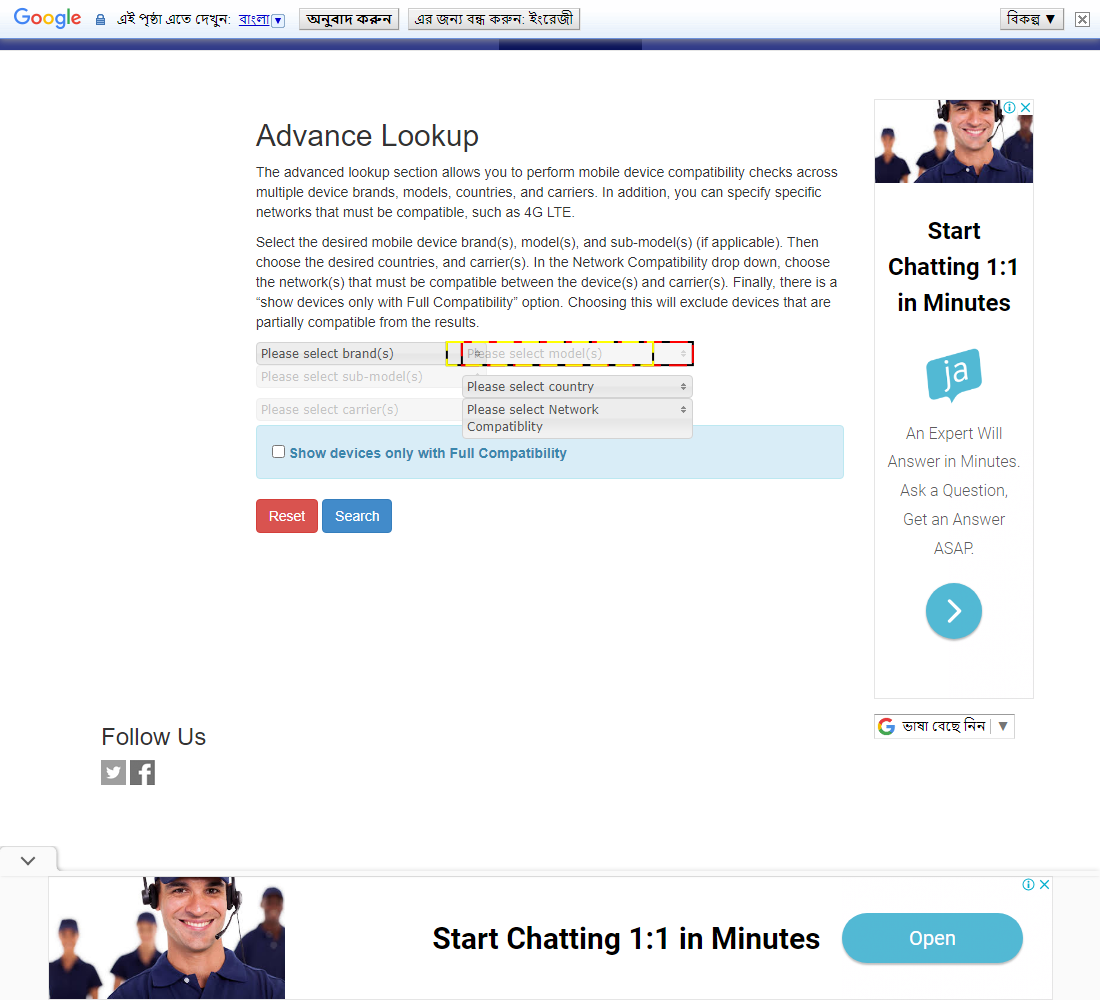 Google এই পৃষ্ঠা এতে দেখুন: বাংলা অনুবাদ করুন এর জন্য বন্ধ করুন: ইংরেজী বিকল্প ▼
Advance Lookup
The advanced lookup section allows you to perform mobile device compatibility checks across
multiple device brands, models, countries, and carriers. In addition, you can specify specific
networks that must be compatible, such as 4G LTE.
Select the desired mobile device brand(s), model(s), and sub-model(s) (if applicable). Then
choose the desired countries, and carrier(s). In the Network Compatibility drop down, choose
the network(s) that must be compatible between the device(s) and carrier(s). Finally, there is a
“show devices only with Full Compatibility” option. Choosing this will exclude devices that are
partially compatible from the results.
Please select brand(s)
Please select model(s)
Please select sub-model(s)
Please select country
Please select carrier(s)
Please select Network
Compatiblity
Show devices only with Full Compatibility
Reset Search
Start
Chatting 1:1
in Minutes
ja
An Expert Will
Answer in Minutes.
Ask a Question,
Get an Answer
ASAP.
G ভাষা বেছে নিন ▼
Follow Us
Start Chatting 1:1 in Minutes
Open